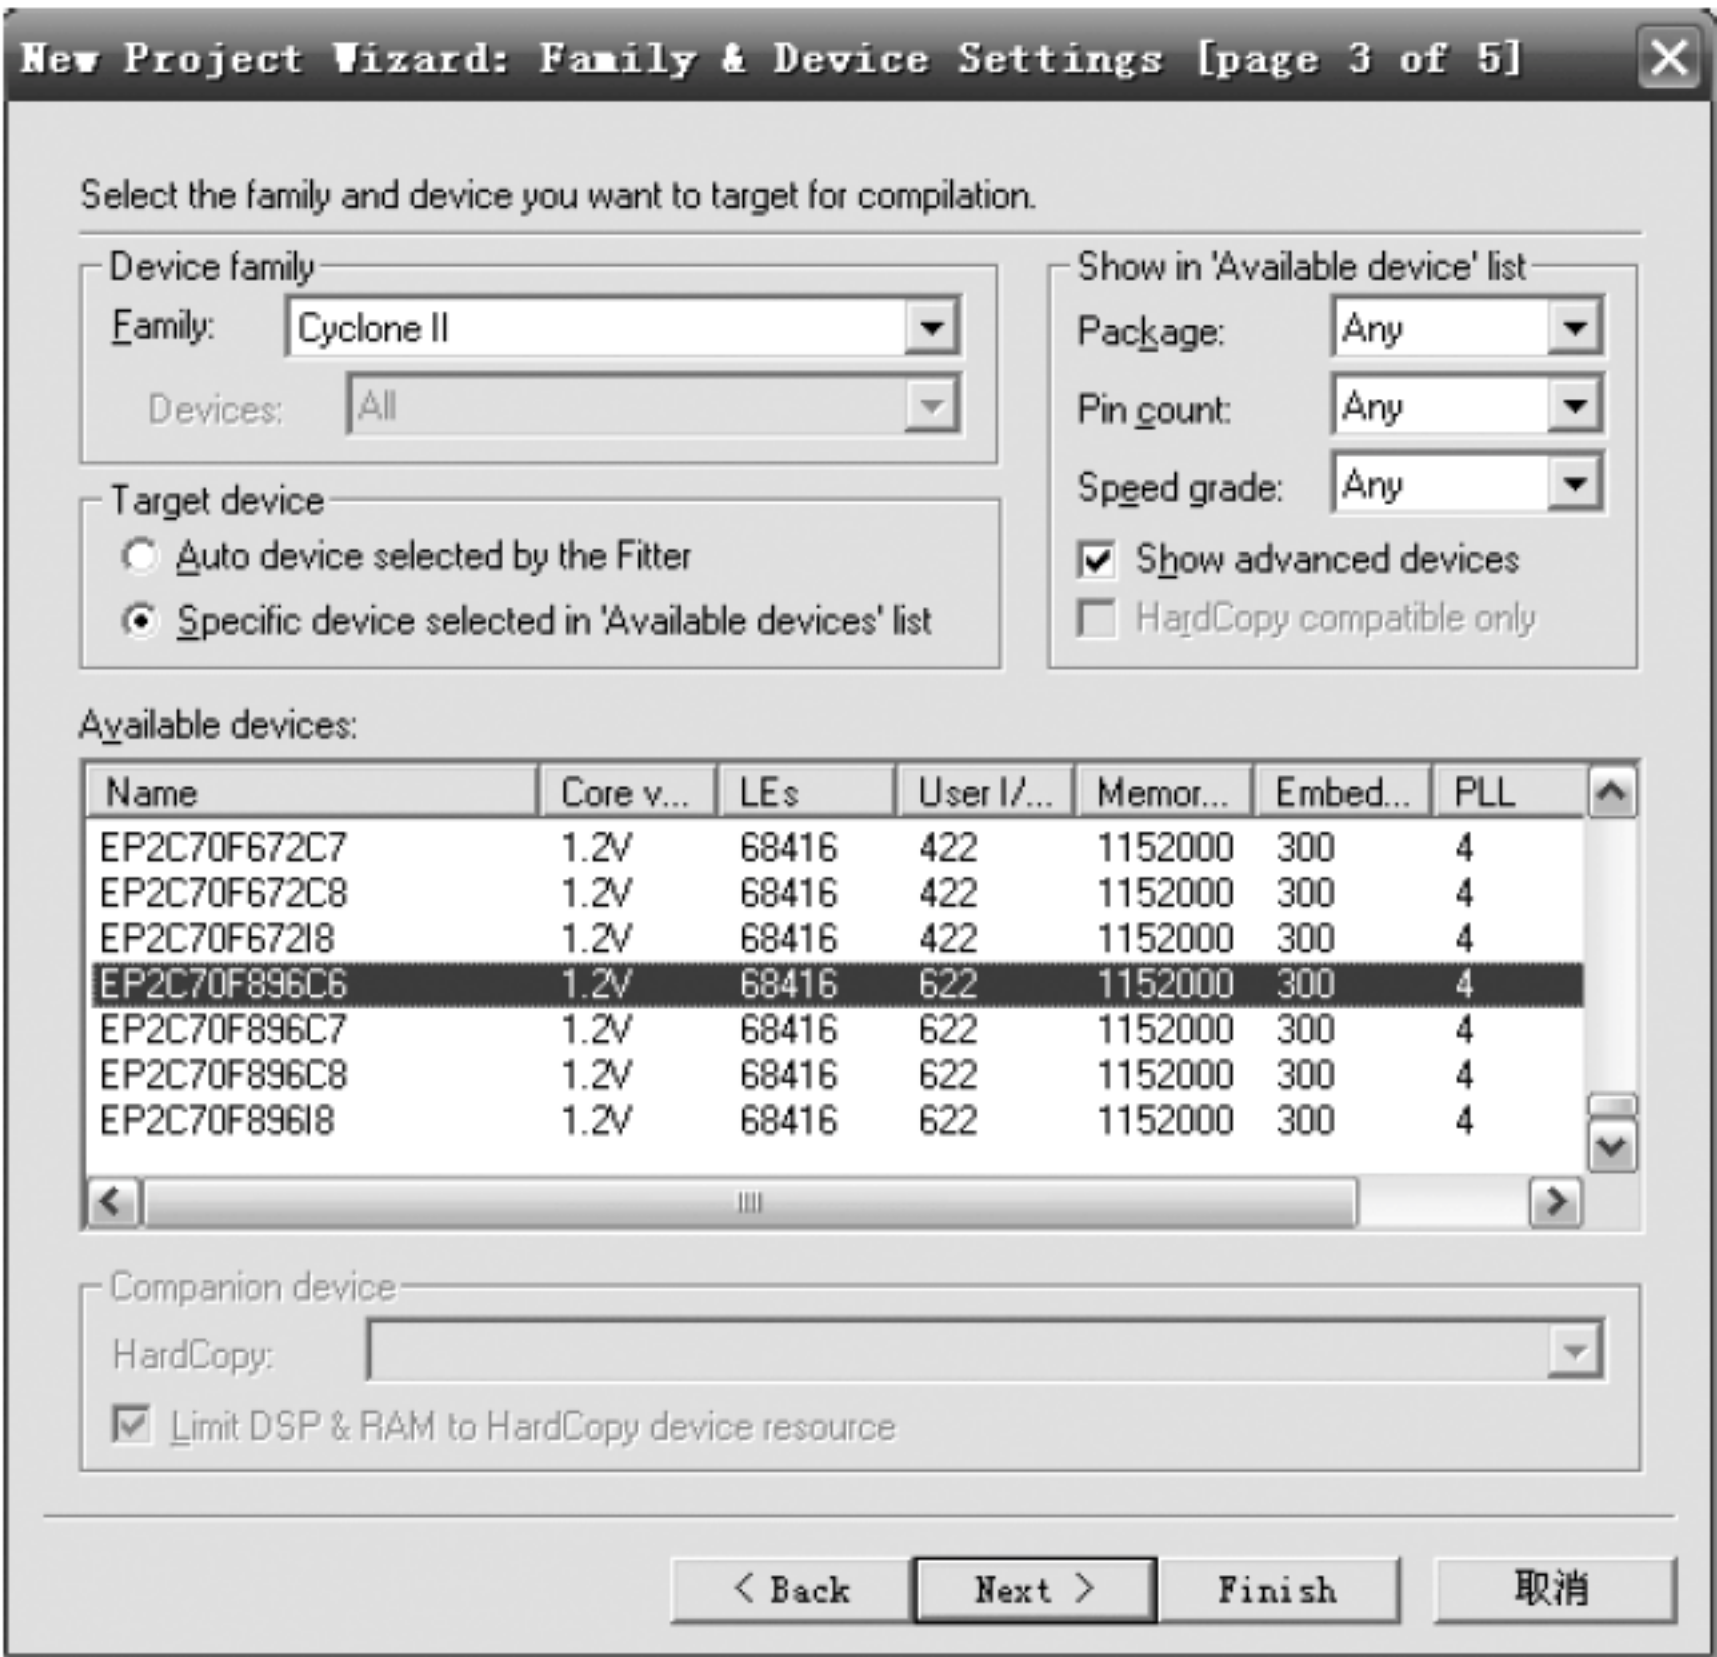 New Project Wizard: Family & Device Settings [page 3 of 5]
Select the family and device you want to target for compilation.
Device family
Family: Cyclone II
Devices: All
Show in 'Available device' list
Package: Any
Pin count: Any
Speed grade: Any
Show advanced devices
HardCopy compatible only
Target device
Auto device selected by the Fitter
Specific device selected in 'Available devices' list
Available devices:
Name Core v... LEs User I/... Memor... Embed... PLL
EP2C70F672C7 1.2V 68416 422 1152000 300 4
EP2C70F672C8 1.2V 68416 422 1152000 300 4
EP2C70F672I8 1.2V 68416 422 1152000 300 4
EP2C70F896C6 1.2V 68416 622 1152000 300 4
EP2C70F896C7 1.2V 68416 622 1152000 300 4
EP2C70F896C8 1.2V 68416 622 1152000 300 4
EP2C70F896I8 1.2V 68416 622 1152000 300 4
Companion device
HardCopy:
Limit DSP & RAM to HardCopy device resource
< Back Next > Finish 取消